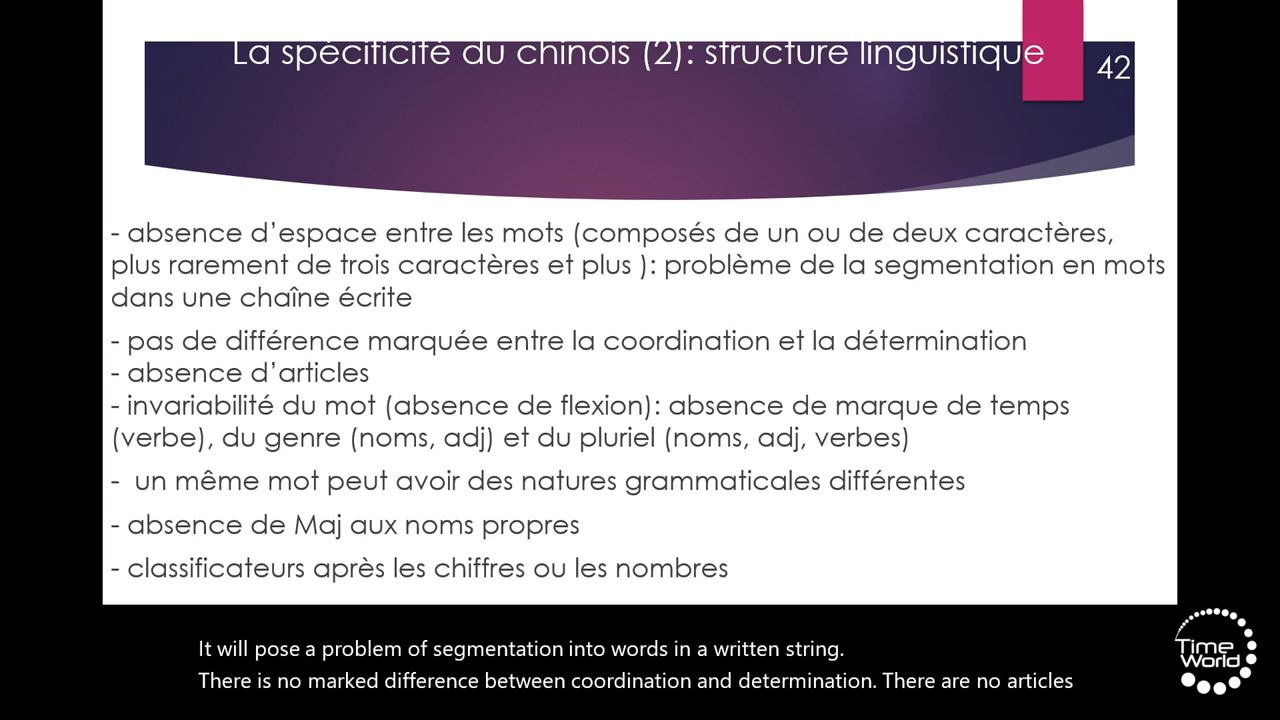 La spécificité du chinois (2): structure linguistique
42
- absence d’espace entre les mots (composés de un ou de deux caractères,
plus rarement de trois caractères et plus ): problème de la segmentation en mots
dans une chaîne écrite
- pas de différence marquée entre la coordination et la détermination
- absence d’articles
- invariabilité du mot (absence de flexion): absence de marque de temps
(verbe), du genre (noms, adj) et du pluriel (noms, adj, verbes)
- un même mot peut avoir des natures grammaticales différentes
- absence de Maj aux noms propres
- classificateurs après les chiffres ou les nombres
It will pose a problem of segmentation into words in a written string.
There is no marked difference between coordination and determination. There are no articles
Time
World